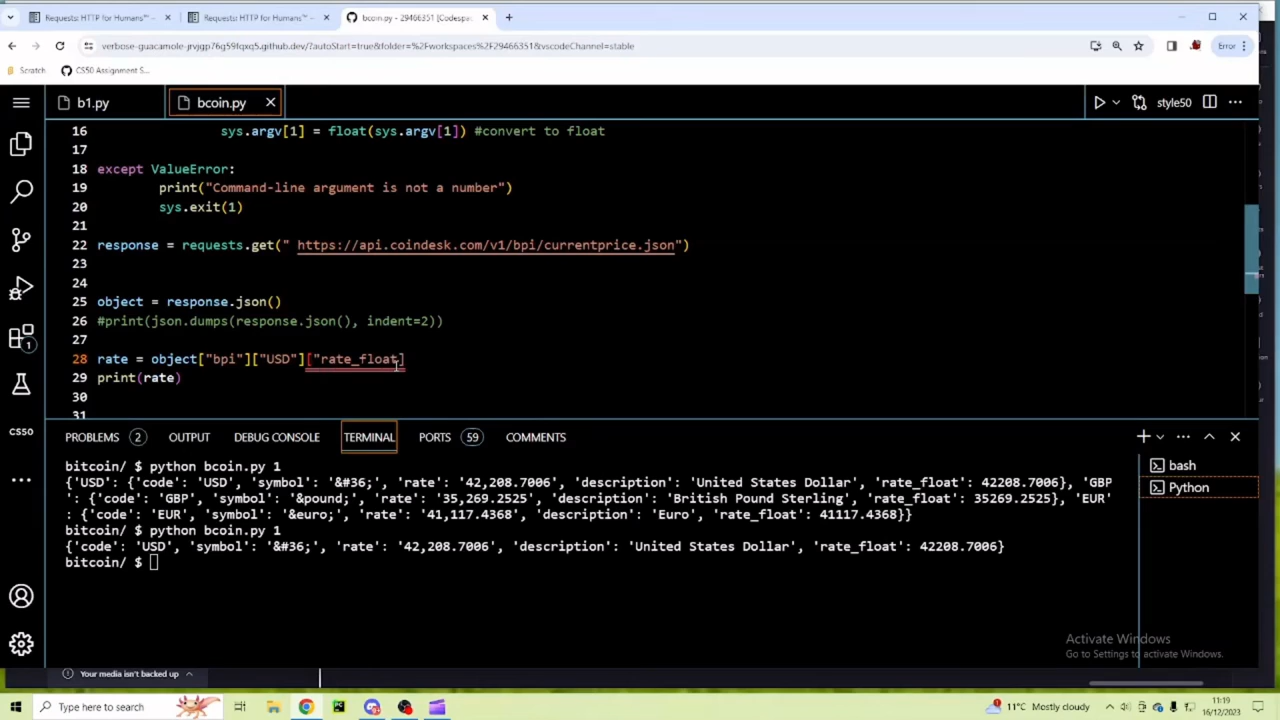 Requests: HTTP for Humans™ –
Requests: HTTP for Humans™ –
bcoin.py - 29466351 [Codespac
verbose-guacamole-jrvjgp76g59fqxq5.github.dev/?autoStart=true&folder=%2Fworkspaces%2F29466351&vscodeChannel=stable
Error
Scratch
CS50 Assignment S...
b1.py
bcoin.py
style50
16 sys.argv[1] = float(sys.argv[1]) #convert to float
17
18 except ValueError:
19 print("Command-line argument is not a number")
20 sys.exit(1)
21
22 response = requests.get(" https://api.coindesk.com/v1/bpi/currentprice.json")
23
24
25 object = response.json()
26 #print(json.dumps(response.json(), indent=2))
27
28 rate = object["bpi"]["USD"]["rate_float]
29 print(rate)
30
31
1
CS50
PROBLEMS 2 OUTPUT DEBUG CONSOLE TERMINAL PORTS 59 COMMENTS
bitcoin/ $ python bcoin.py 1
{'USD': {'code': 'USD', 'symbol': '&#36;', 'rate': '42,208.7006', 'description': 'United States Dollar', 'rate_float': 42208.7006}, 'GBP
': {'code': 'GBP', 'symbol': '&pound;', 'rate': '35,269.2525', 'description': 'British Pound Sterling', 'rate_float': 35269.2525}, 'EUR'
: {'code': 'EUR', 'symbol': '&euro;', 'rate': '41,117.4368', 'description': 'Euro', 'rate_float': 41117.4368}}
bitcoin/ $ python bcoin.py 1
{'code': 'USD', 'symbol': '&#36;', 'rate': '42,208.7006', 'description': 'United States Dollar', 'rate_float': 42208.7006}
bitcoin/ $
bash
Python
Activate Windows
Go to Settings to activate Windows.
Your media isn't backed up
Type here to search
11°C Mostly cloudy
11:19
16/12/2023